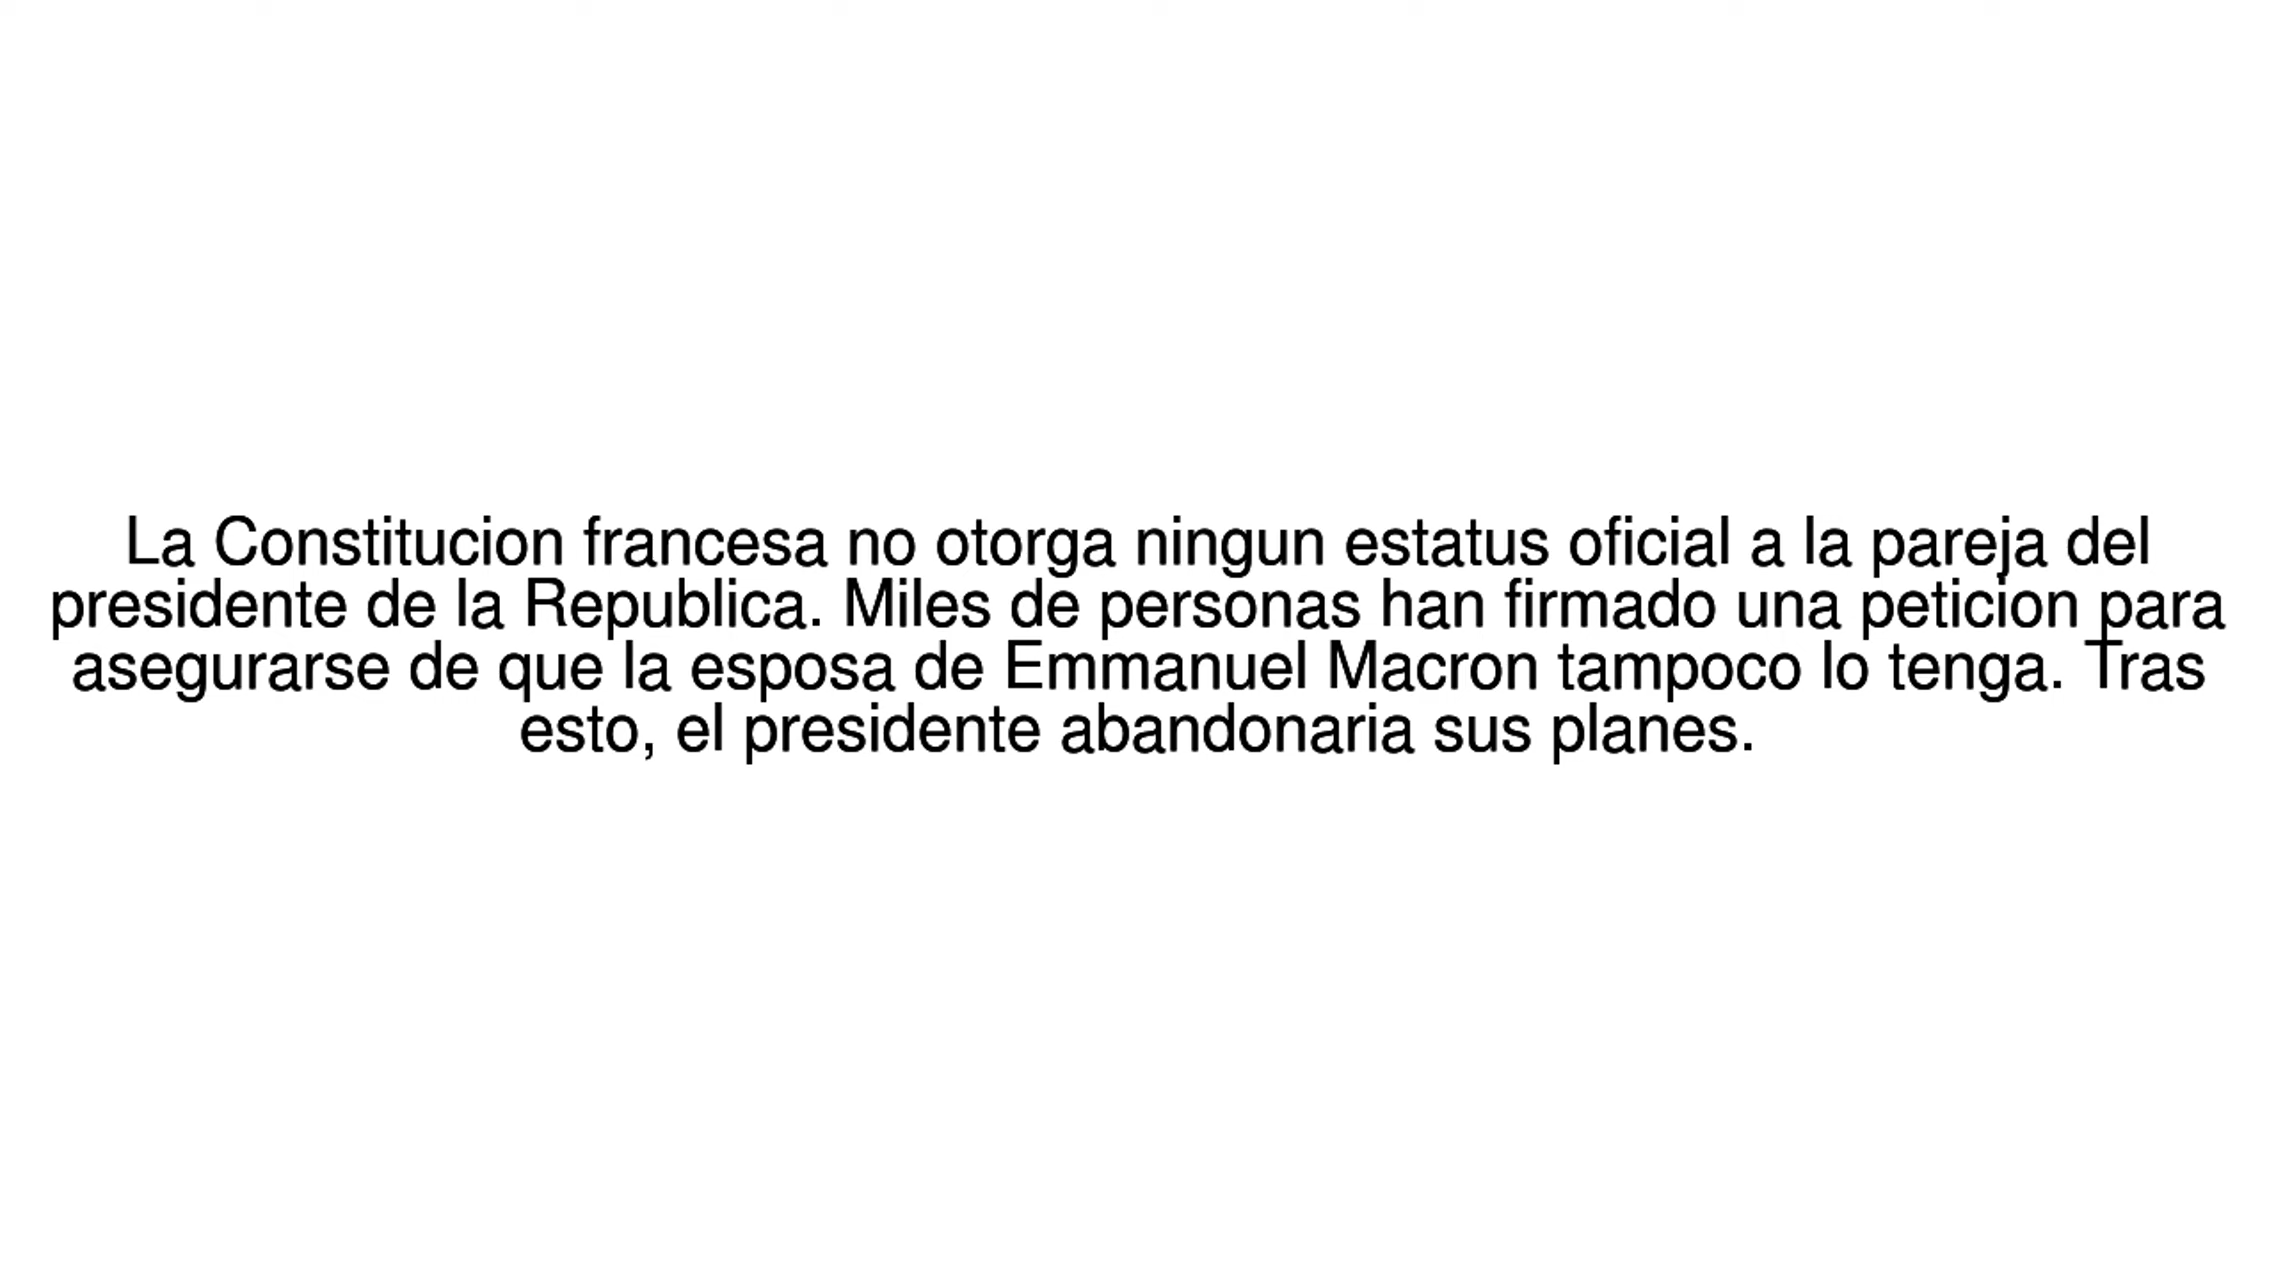 La Constitucion francesa no otorga ningun estatus oficial a la pareja del
presidente de la Republica. Miles de personas han firmado una peticion para
asegurarse de que la esposa de Emmanuel Macron tampoco lo tenga. Tras
esto, el presidente abandonaria sus planes.